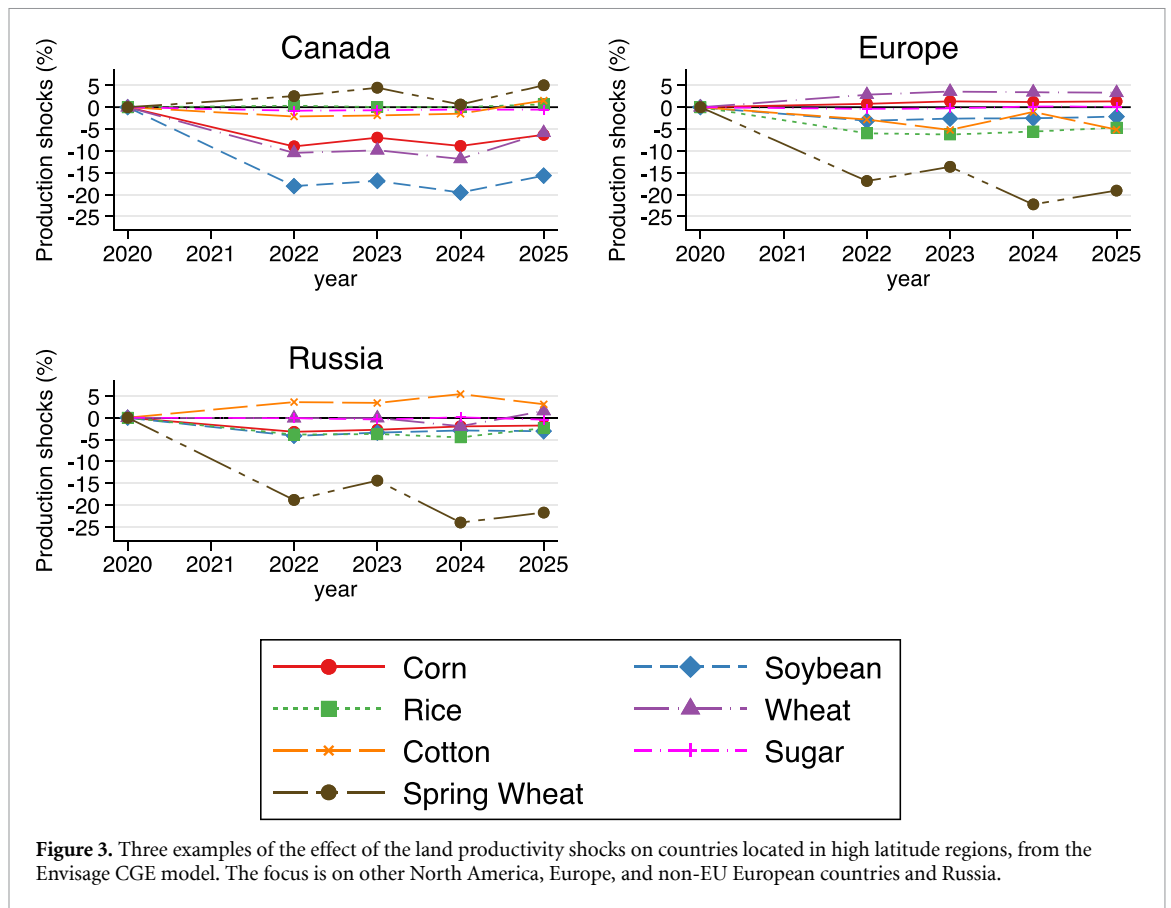 Canada
Production shocks (%)
5
0
-5
-10
-15
-20
-25
2020 2021 2022 2023 2024 2025
year
Europe
Production shocks (%)
5
0
-5
-10
-15
-20
-25
2020 2021 2022 2023 2024 2025
year
Russia
Production shocks (%)
5
0
-5
-10
-15
-20
-25
2020 2021 2022 2023 2024 2025
year
Corn Soybean
Rice Wheat
Cotton Sugar
Spring Wheat
Figure 3. Three examples of the effect of the land productivity shocks on countries located in high latitude regions, from the
Envisage CGE model. The focus is on other North America, Europe, and non-EU European countries and Russia.